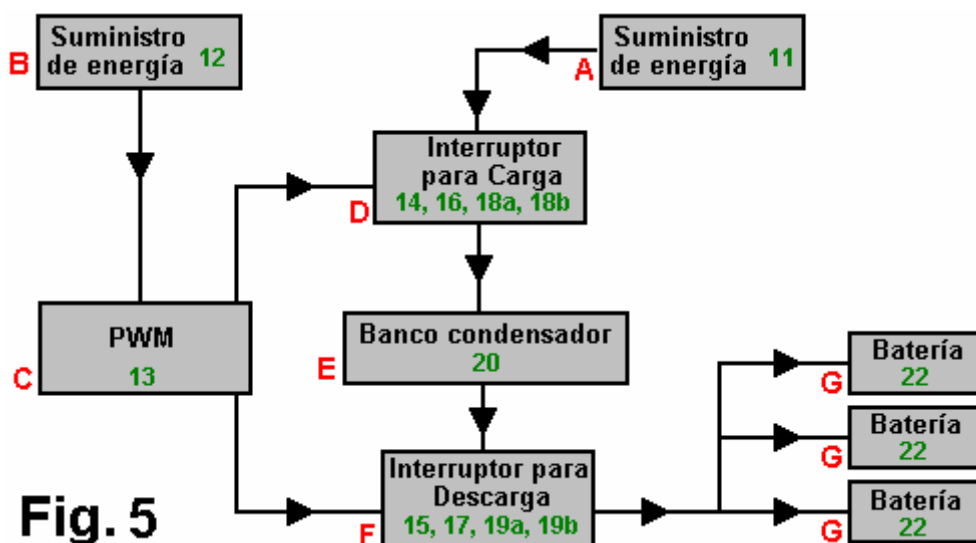 B
Suministro
de energía 12
A
Suministro
de energía 11
Interruptor
para Carga
14, 16, 18a, 18b
D
PWM
13
C
Banco condensador
20
E
Batería
22
G
Batería
22
G
Interruptor para
Descarga
15, 17, 19a, 19b
F
Batería
22
G
Fig. 5